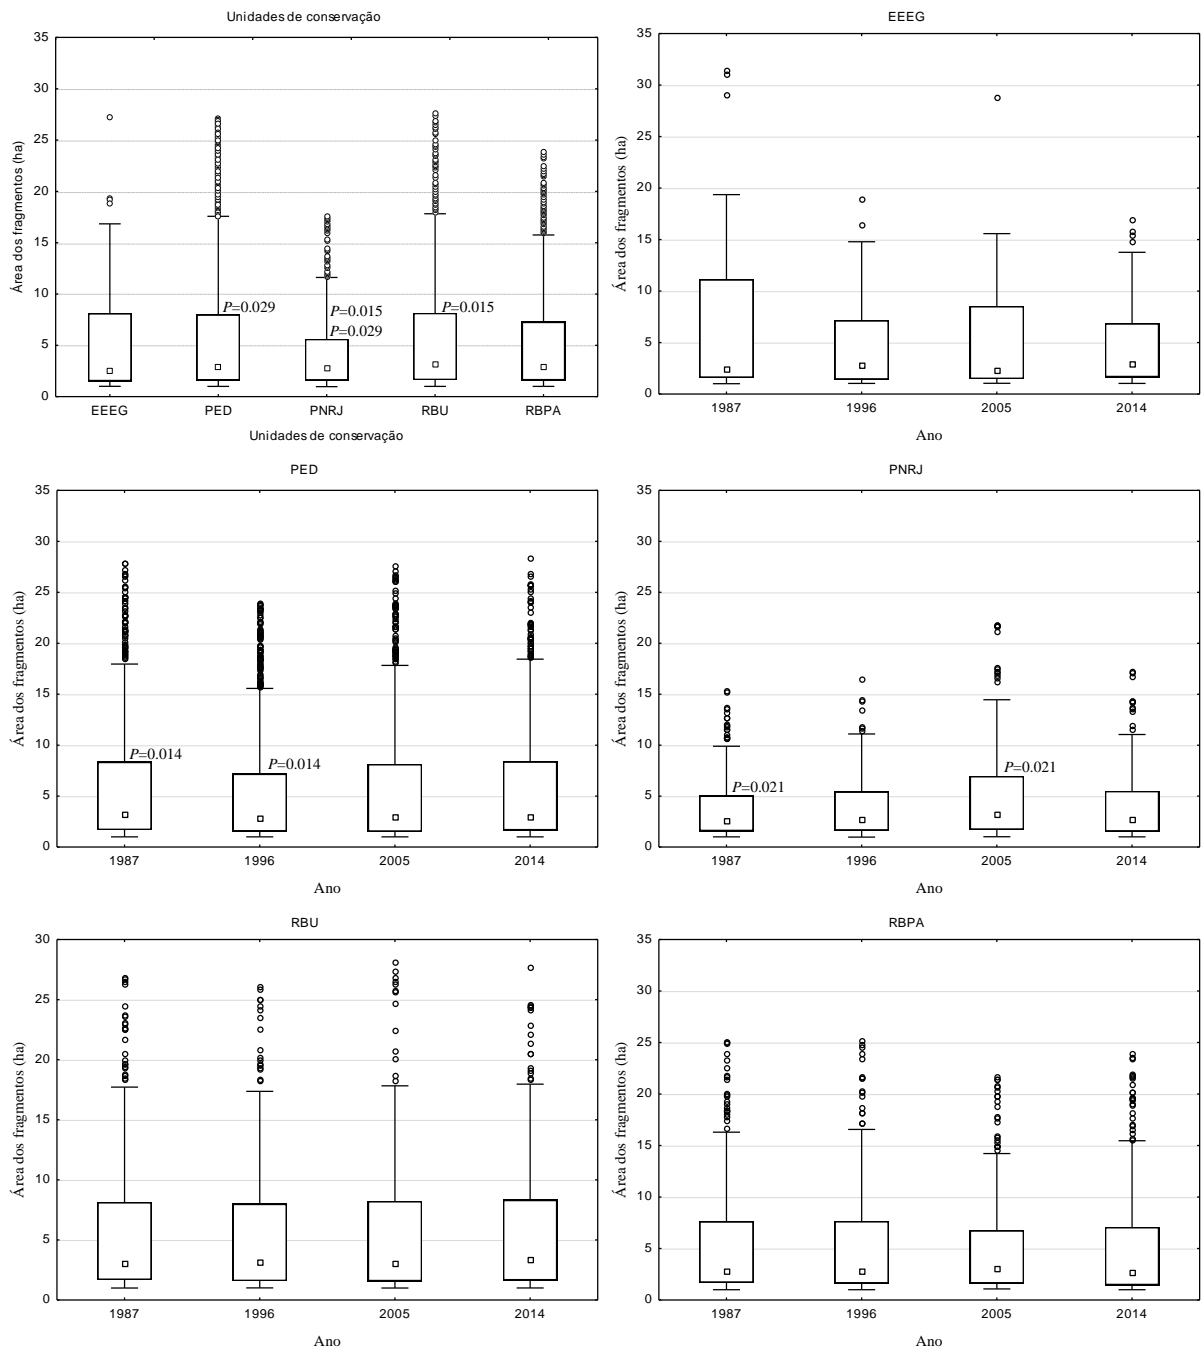 Unidades de conservação
35
30
25
20
15
10
5
0
Área dos fragmentos (ha)
P=0.029
P=0.015
P=0.029
P=0.015
EEEG PED PNRJ RBU RBPA
Unidades de conservação
EEEG
35
30
25
20
15
10
5
0
Área dos fragmentos (ha)
1987 1996 2005 2014
Ano
PED
35
30
25
20
15
10
5
0
Área dos fragmentos (ha)
P=0.014
P=0.014
1987 1996 2005 2014
Ano
PNRJ
35
30
25
20
15
10
5
0
Área dos fragmentos (ha)
P=0.021
P=0.021
1987 1996 2005 2014
Ano
RBU
30
25
20
15
10
5
0
Área dos fragmentos (ha)
1987 1996 2005 2014
Ano
RBPA
35
30
25
20
15
10
5
0
Área dos fragmentos (ha)
1987 1996 2005 2014
Ano